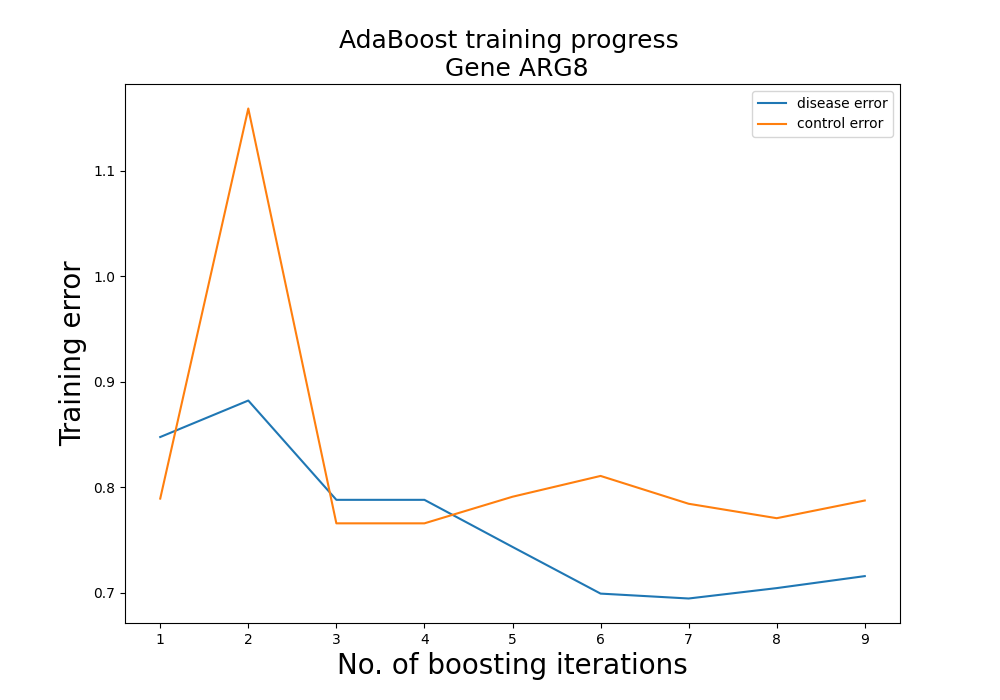 AdaBoost training progress
Gene ARG8
disease error
control error
Training error
1.1
1.0
0.9
0.8
0.7
1 2 3 4 5 6 7 8 9
No. of boosting iterations